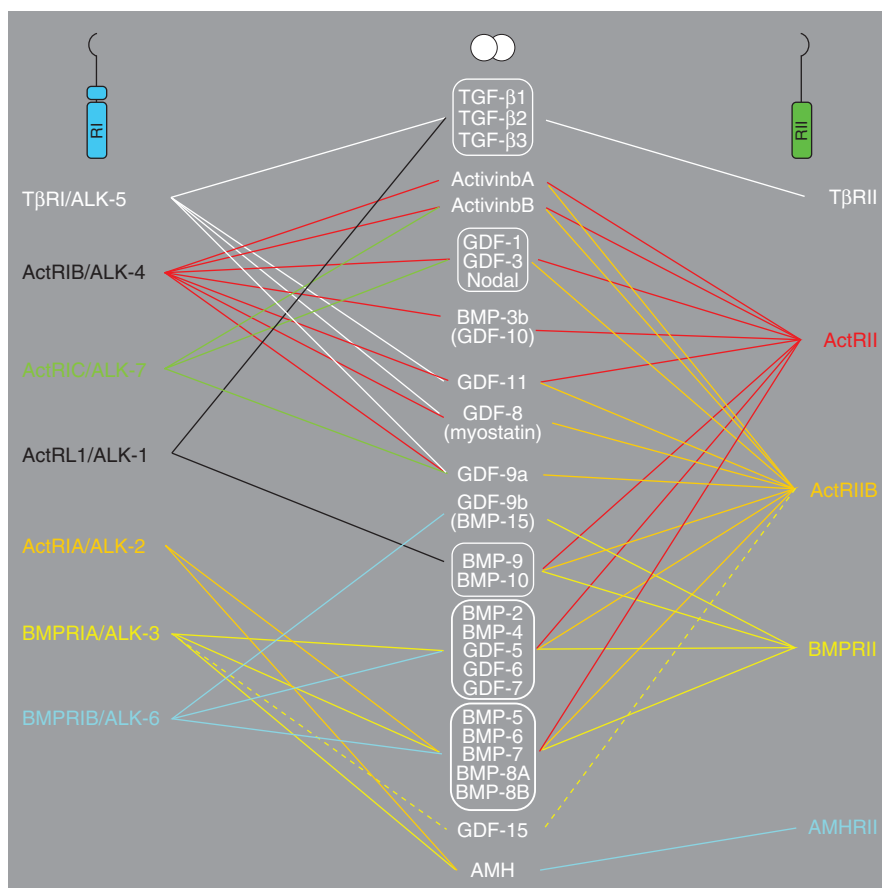 RI
RII
TGF-β1
TGF-β2
TGF-β3
TβRI/ALK-5
ActRIB/ALK-4
ActRIC/ALK-7
ActRL1/ALK-1
ActRIA/ALK-2
BMPRIA/ALK-3
BMPRIB/ALK-6
ActivinbA
ActivinbB
GDF-1
GDF-3
Nodal
BMP-3b
(GDF-10)
GDF-11
GDF-8
(myostatin)
GDF-9a
GDF-9b
(BMP-15)
BMP-9
BMP-10
BMP-2
BMP-4
GDF-5
GDF-6
GDF-7
BMP-5
BMP-6
BMP-7
BMP-8A
BMP-8B
GDF-15
AMH
TβRII
ActRII
ActRIIB
BMPRII
AMHRII